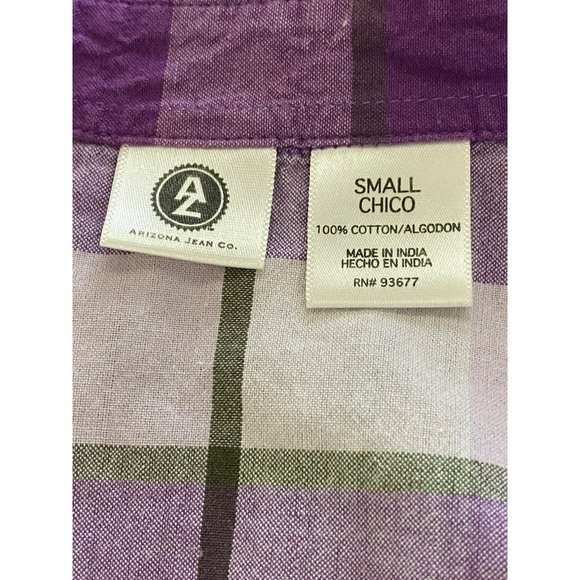 AZ
ARIZONA JEAN CO.
SMALL
CHICO
100% COTTON/ALGODON
MADE IN INDIA
HECHO EN INDIA
RN# 93677